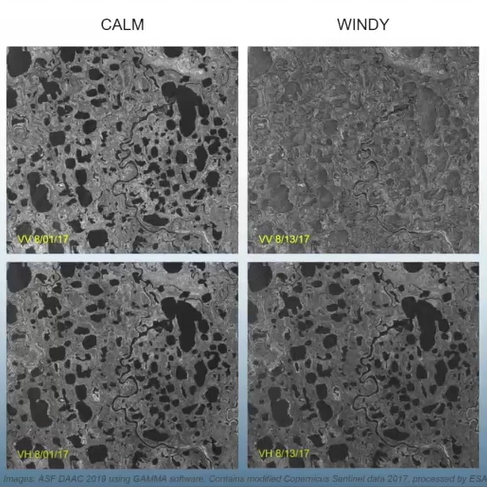 CALM
WINDY
VV 8/01/17
VV 8/13/17
VH 8/01/17
VH 8/13/17
Images: ASF DAAC 2019 using GAMMA software. Contains modified Copernicus Sentinel data 2017, processed by ESA